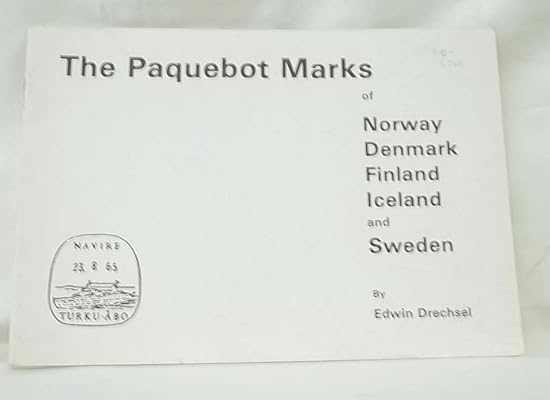 The Paquebot Marks
of
Norway
Denmark
Finland
Iceland
and
Sweden
By
Edwin Drechsel
NAVIRE
23. 8. 65
TURKU-ÅBO